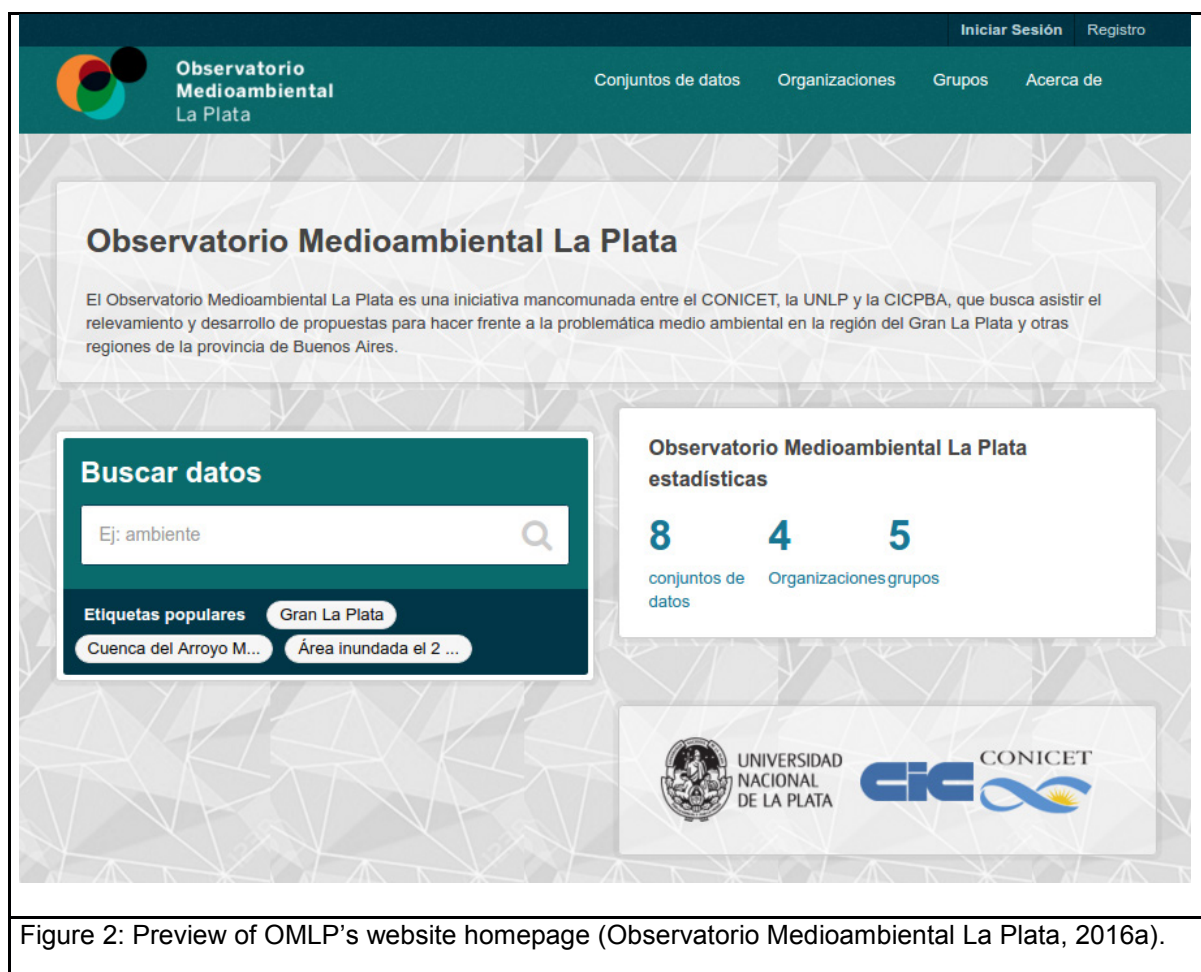 Iniciar Sesión Registro
Observatorio
Medioambiental
La Plata
Conjuntos de datos Organizaciones Grupos Acerca de
Observatorio Medioambiental La Plata
El Observatorio Medioambiental La Plata es una iniciativa mancomunada entre el CONICET, la UNLP y la CICPBA, que busca asistir el
relevamiento y desarrollo de propuestas para hacer frente a la problemática medio ambiental en la región del Gran La Plata y otras
regiones de la provincia de Buenos Aires.
Buscar datos
Ej: ambiente
Etiquetas populares Gran La Plata
Cuenca del Arroyo M... Área inundada el 2 ...
Observatorio Medioambiental La Plata
estadísticas
8 4 5
conjuntos de Organizaciones grupos
datos
UNIVERSIDAD
NACIONAL
DE LA PLATA
CIC
CONICET
Figure 2: Preview of OMLP's website homepage (Observatorio Medioambiental La Plata, 2016a).